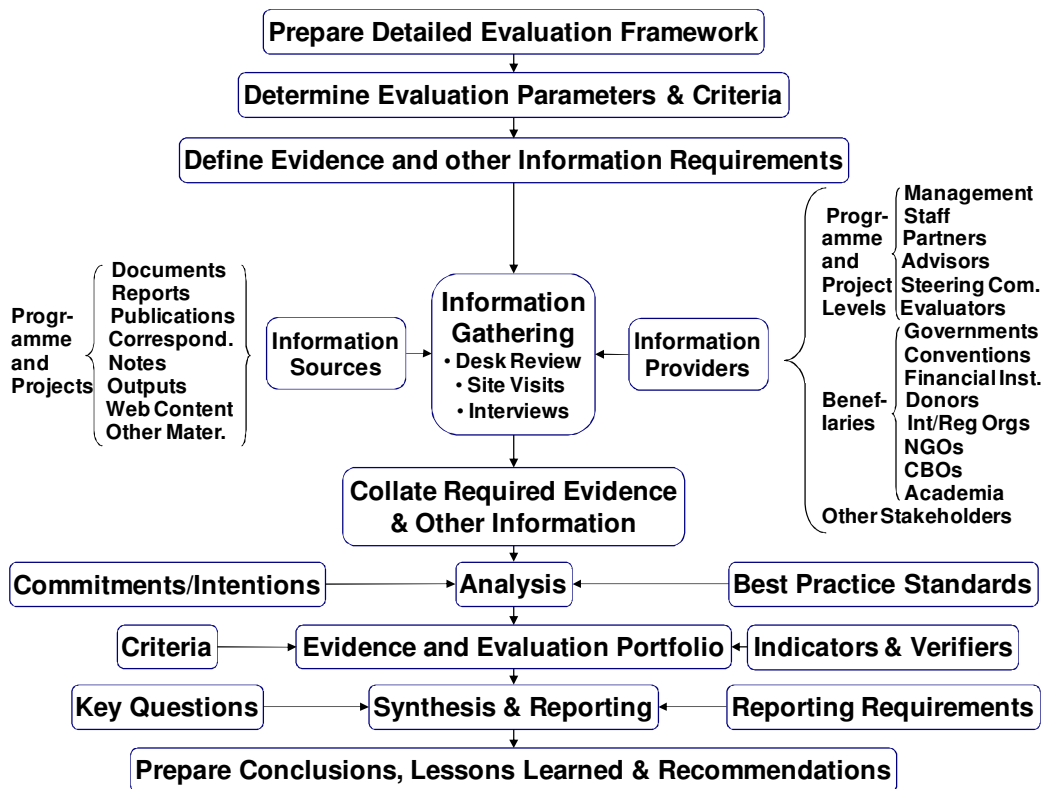 Prepare Detailed Evaluation Framework
Determine Evaluation Parameters & Criteria
Define Evidence and other Information Requirements
Progr-
amme
and
Projects
Documents
Reports
Publications
Correspond.
Notes
Outputs
Web Content
Other Mater.
Information
Sources
Information
Gathering
• Desk Review
• Site Visits
• Interviews
Information
Providers
Progr-
amme
and
Project
Levels
Management
Staff
Partners
Advisors
Steering Com.
Evaluators
Benef-
iaries
Governments
Conventions
Financial Inst.
Donors
Int/Reg Orgs
NGOs
CBOs
Academia
Other Stakeholders
Collate Required Evidence
& Other Information
Commitments/Intentions
Analysis
Best Practice Standards
Criteria
Evidence and Evaluation Portfolio
Indicators & Verifiers
Key Questions
Synthesis & Reporting
Reporting Requirements
Prepare Conclusions, Lessons Learned & Recommendations